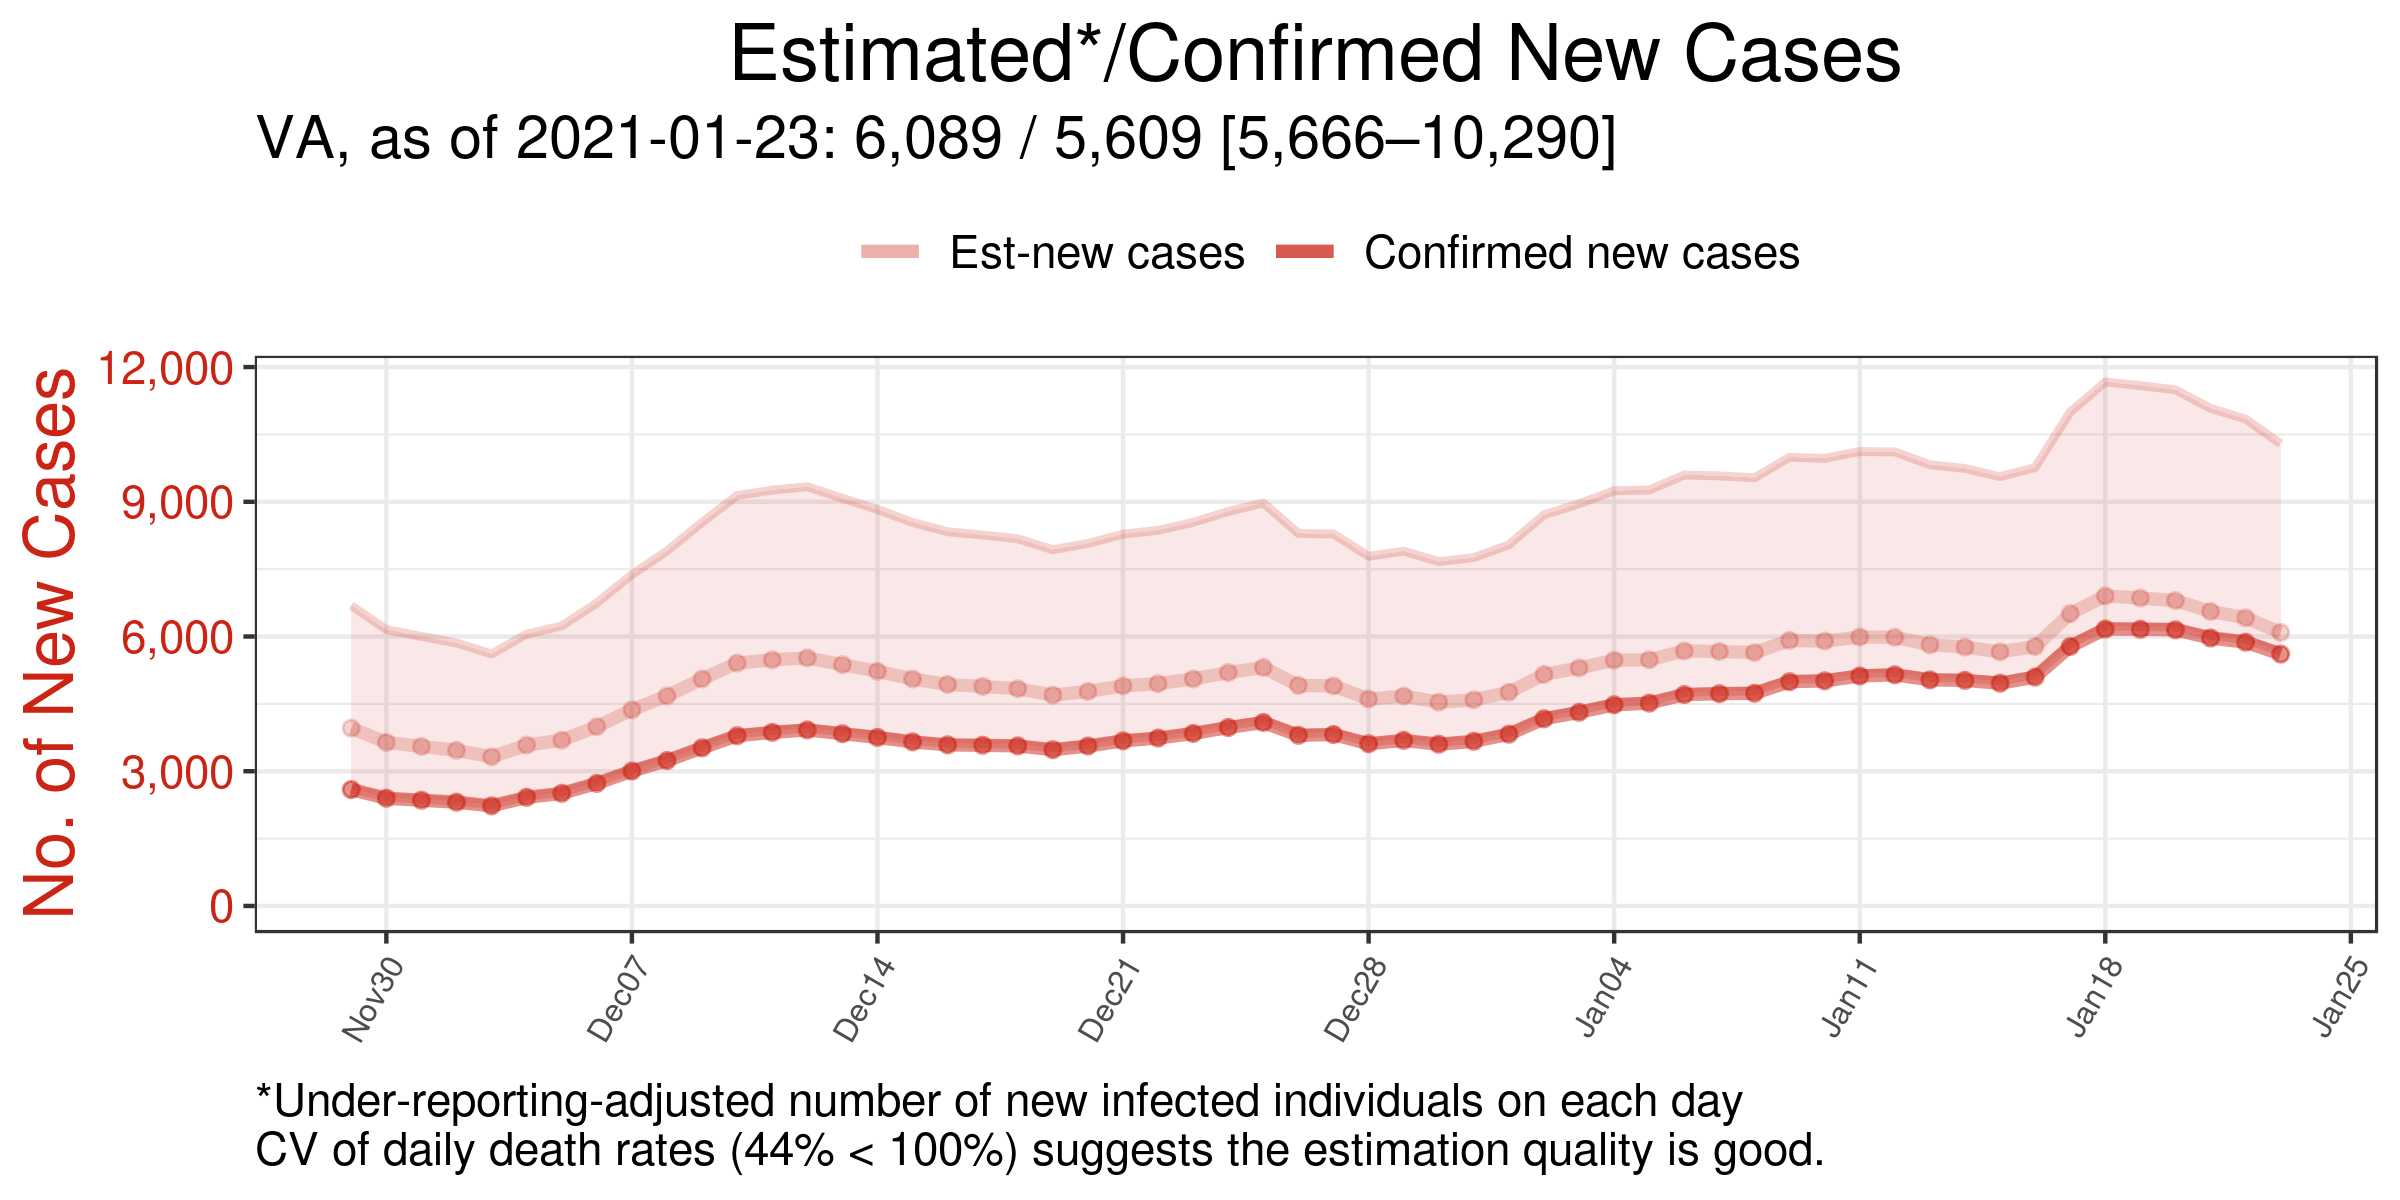 Estimated*/Confirmed New Cases
VA, as of 2021-01-23: 6,089 / 5,609 [5,666–10,290]
Est-new cases
Confirmed new cases
No. of New Cases
12,000
9,000
6,000
3,000
0
Nov30
Dec07
Dec14
Dec21
Dec28
Jan04
Jan11
Jan18
Jan25
*Under-reporting-adjusted number of new infected individuals on each day
CV of daily death rates (44% < 100%) suggests the estimation quality is good.